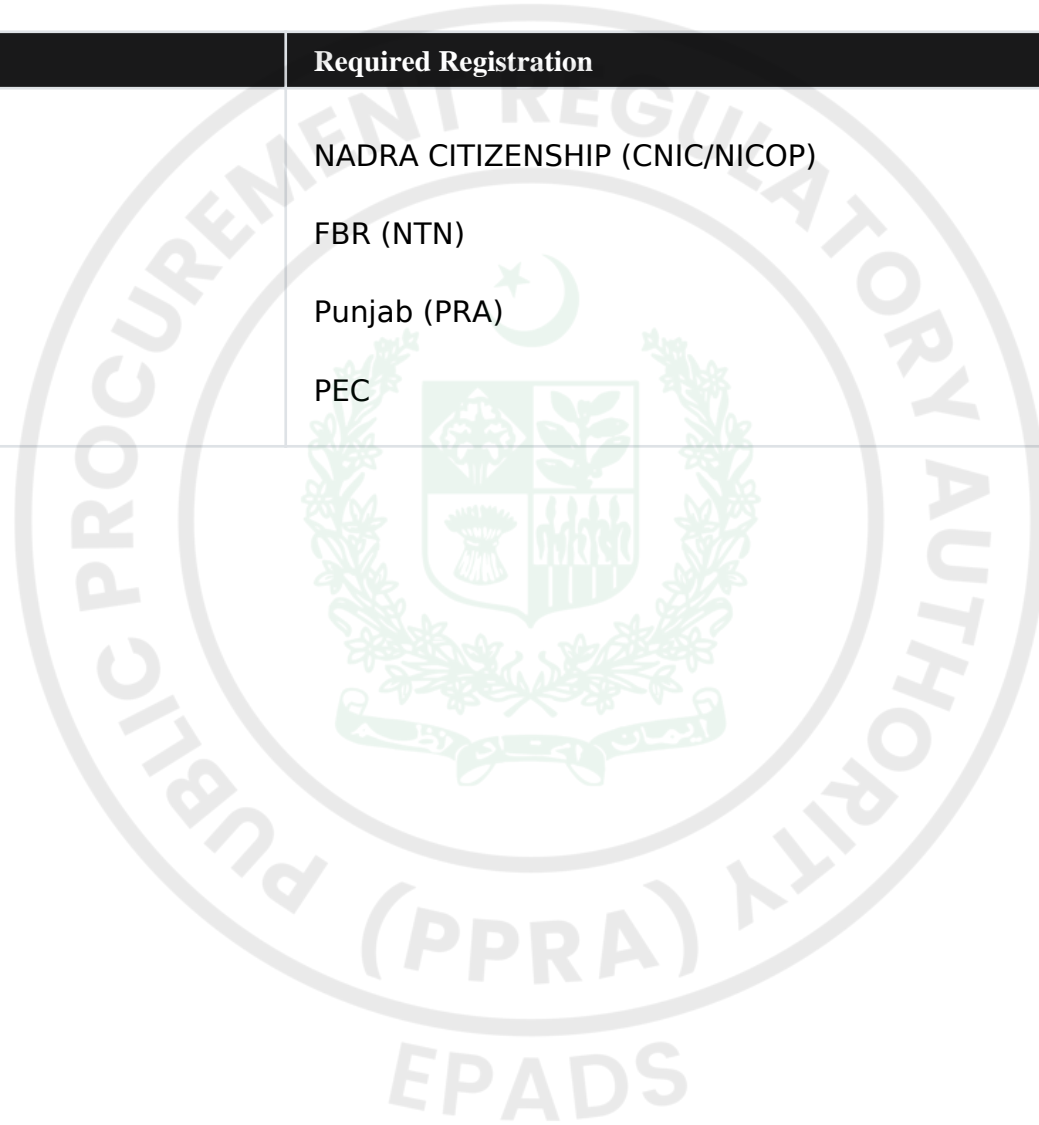 Required Registration
NADRA CITIZENSHIP (CNIC/NICOP)
FBR (NTN)
Punjab (PRA)
PEC
PUBLIC PROCUREMENT REGULATORY AUTHORITY
(PPRA)
EPADS